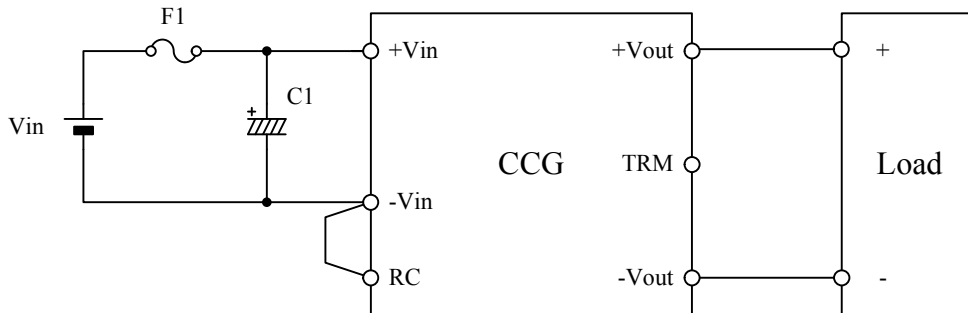 F1
+Vin
+Vout
+
+
C1
Vin
CCG
TRM
Load
-Vin
RC
-Vout
-